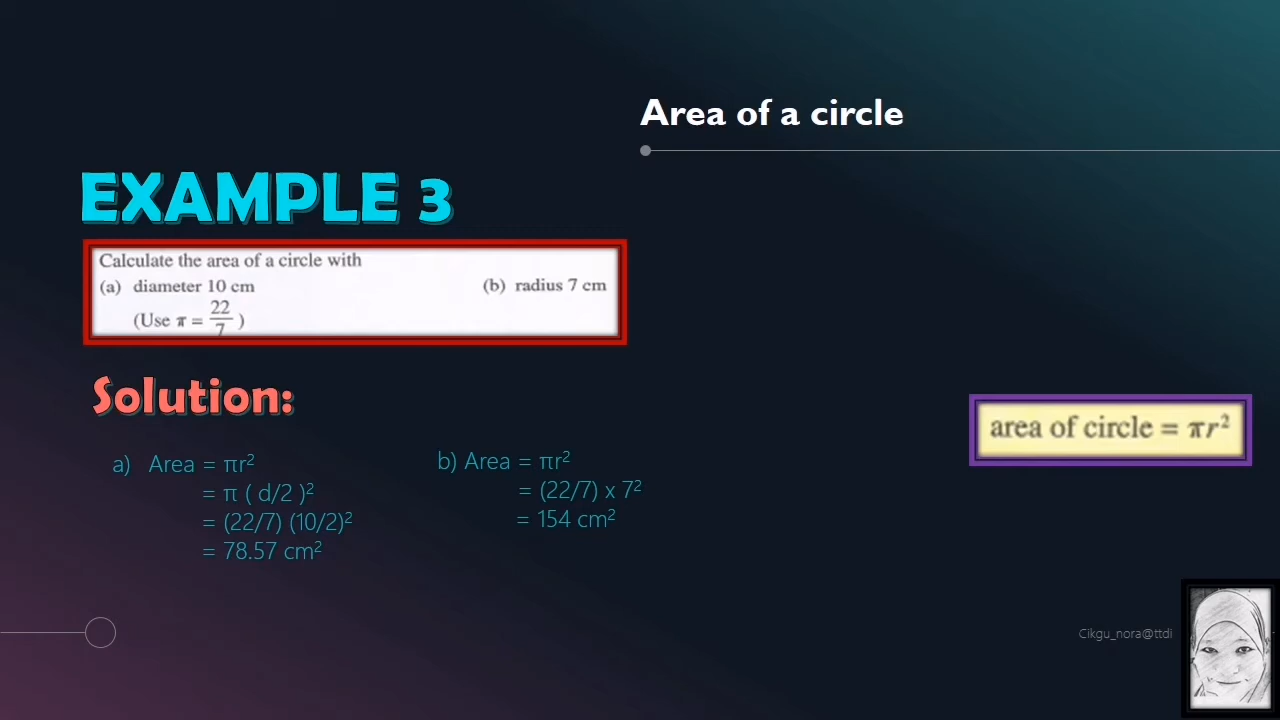 Area of a circle
EXAMPLE 3
Calculate the area of a circle with
(a) diameter 10 cm (b) radius 7 cm
(Use π = 22/7 )
Solution:
area of circle = πr²
a) Area = πr²
= π ( d/2 )²
= (22/7) (10/2)²
= 78.57 cm²
b) Area = πr²
= (22/7) x 7²
= 154 cm²
Cikgu_nora@ttdi